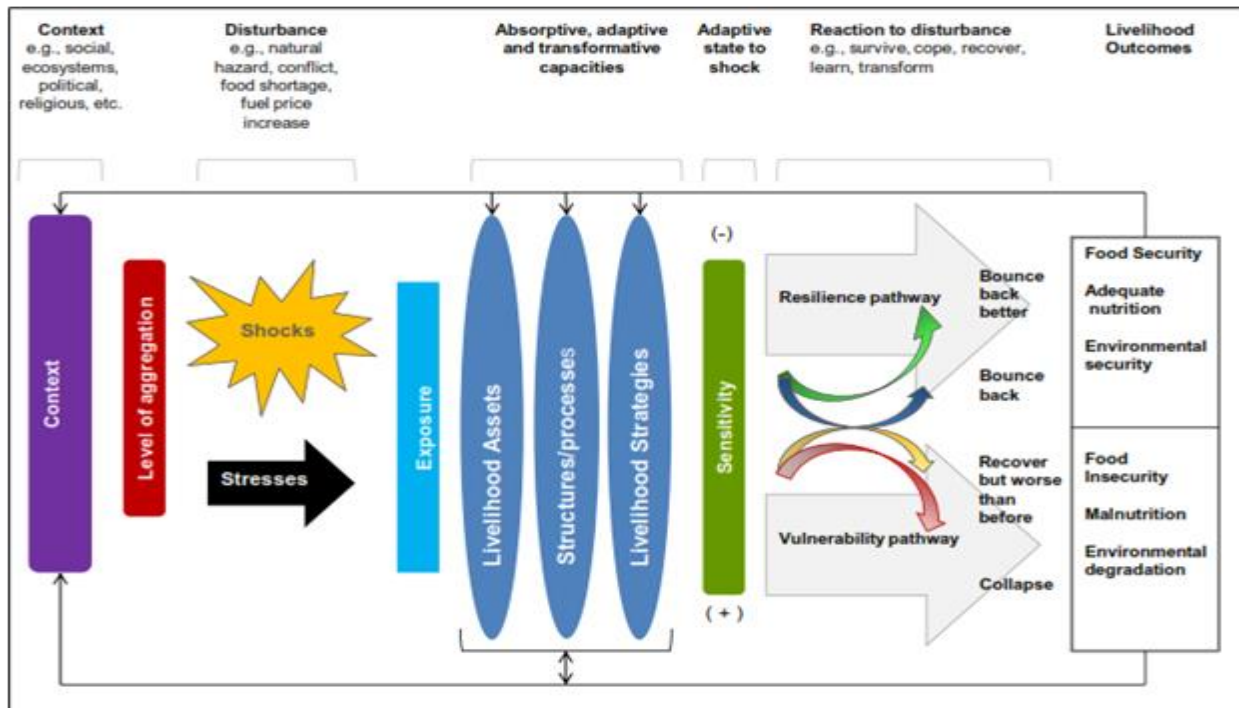 Context
e.g., social,
ecosystems,
political,
religious, etc.
Disturbance
e.g., natural
hazard, conflict,
food shortage,
fuel price
increase
Absorptive, adaptive
and transformative
capacities
Adaptive
state to
shock
Reaction to disturbance
e.g., survive, cope, recover,
learn, transform
Livelihood
Outcomes
Context
Level of aggregation
Shocks
Stresses
Exposure
Livelihood Assets
Structures/processes
Livelihood Strategies
(-)
Sensitivity
(+)
Resilience pathway
Bounce
back
better
Bounce
back
Recover
but worse
than
before
Vulnerability pathway
Collapse
Food Security
Adequate
nutrition
Environmental
security
Food
Insecurity
Malnutrition
Environmental
degradation